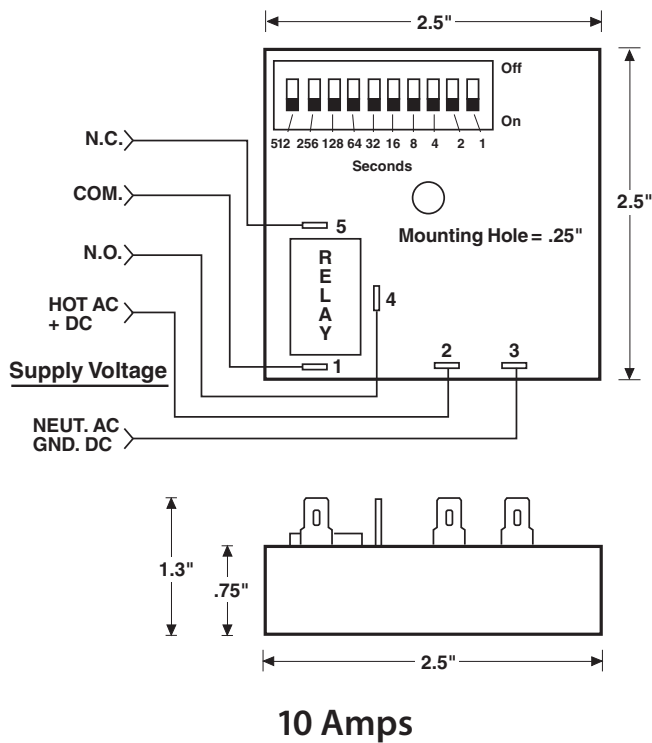 2.5"
Off
On
512 256 128 64 32 16 8 4 2 1
Seconds
N.C.
COM.
N.O.
HOT AC
+ DC
Supply Voltage
NEUT. AC
GND. DC
5
Mounting Hole = .25"
RELAY
4
1
2
3
2.5"
1.3"
.75"
2.5"
10 Amps